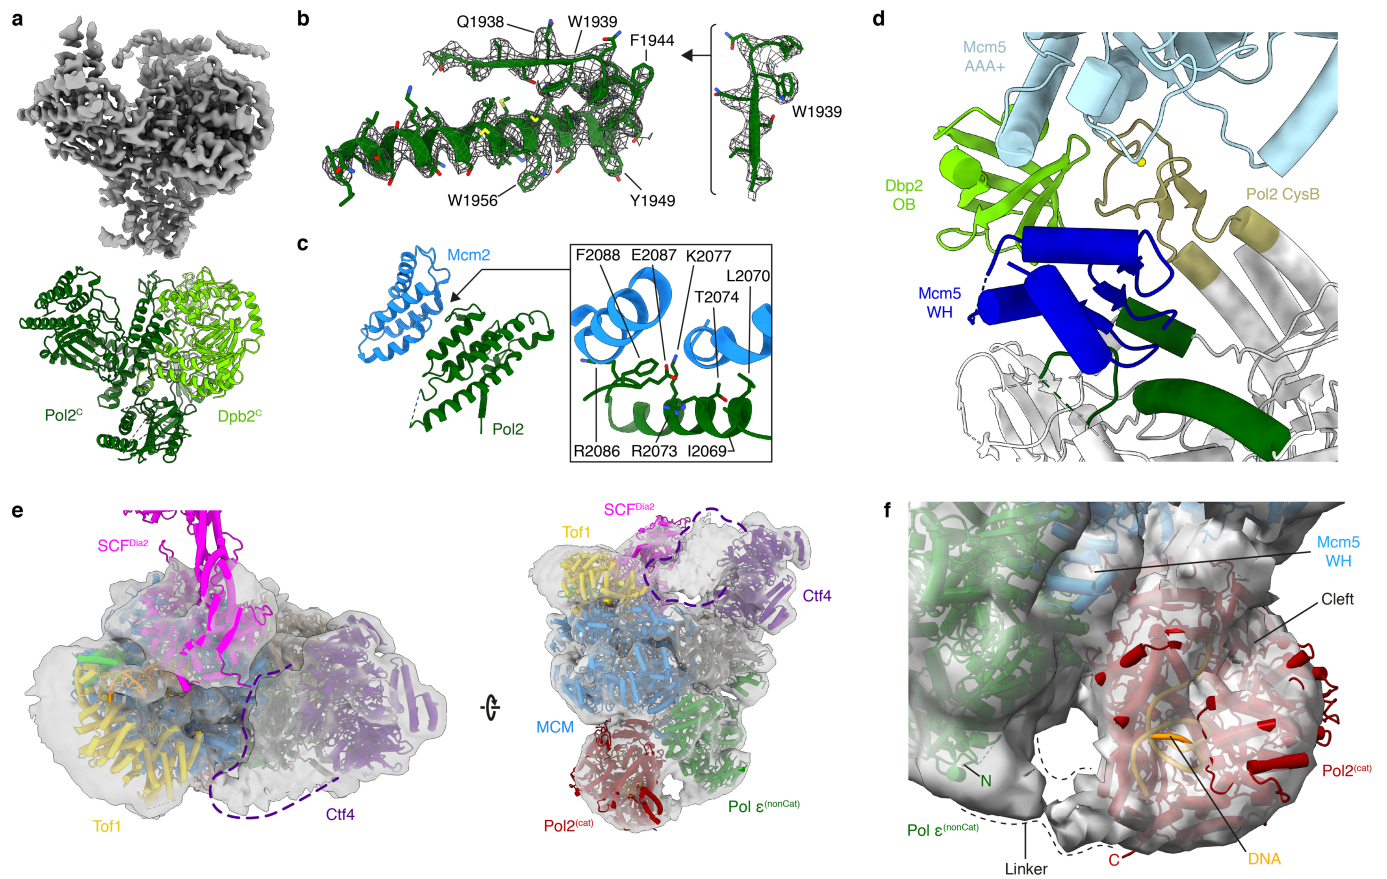 a
Pol2ᶜ
Dpb2ᶜ
b
Q1938
W1939
F1944
W1956
Y1949
W1939
c
Mcm2
Pol2
F2088
E2087
K2077
L2070
T2074
R2086
R2073
I2069
d
Mcm5
AAA+
Dbp2
OB
Pol2 CysB
Mcm5
WH
e
SCFᴰⁱᵃ²
Tof1
Ctf4
SCFᴰⁱᵃ²
Tof1
Ctf4
MCM
Pol2⁽ᶜᵃᵗ⁾
Pol ε⁽ⁿᵒⁿᶜᵃᵗ⁾
f
Mcm5
WH
Cleft
Pol2⁽ᶜᵃᵗ⁾
N
Pol ε⁽ⁿᵒⁿᶜᵃᵗ⁾
Linker
C
DNA